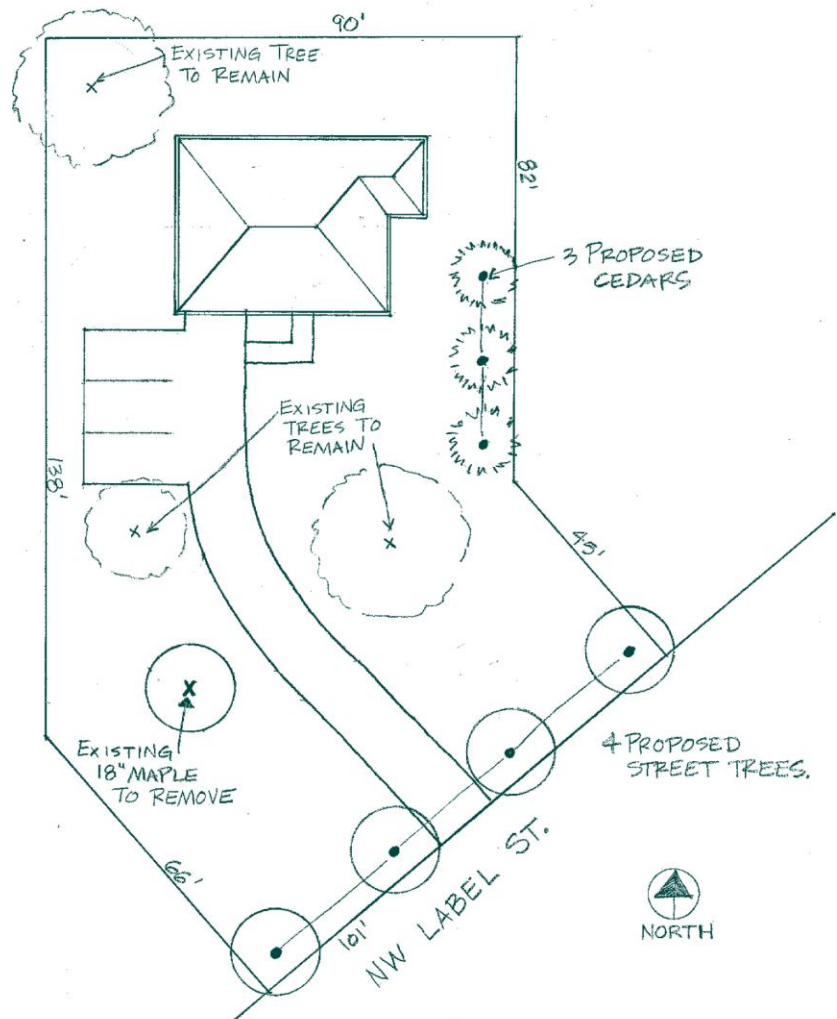 90'
EXISTING TREE
TO REMAIN
82'
3 PROPOSED
CEDARS
EXISTING
TREES TO
REMAIN
138'
45'
EXISTING
18" MAPLE
TO REMOVE
4 PROPOSED
STREET TREES.
66'
101'
NW LABEL ST.
NORTH